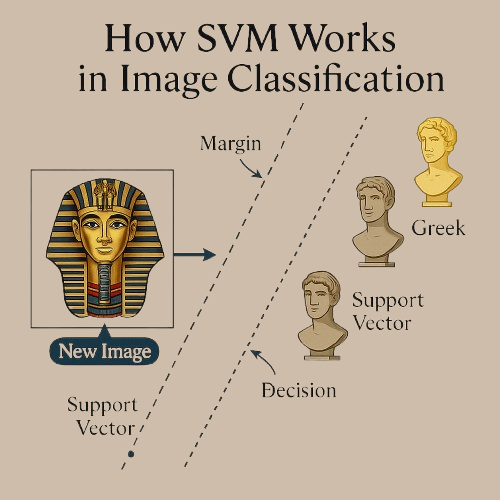 How SVM Works
in Image Classification
Margin
Greek
Support
Vector
New Image
Decision
Support
Vector